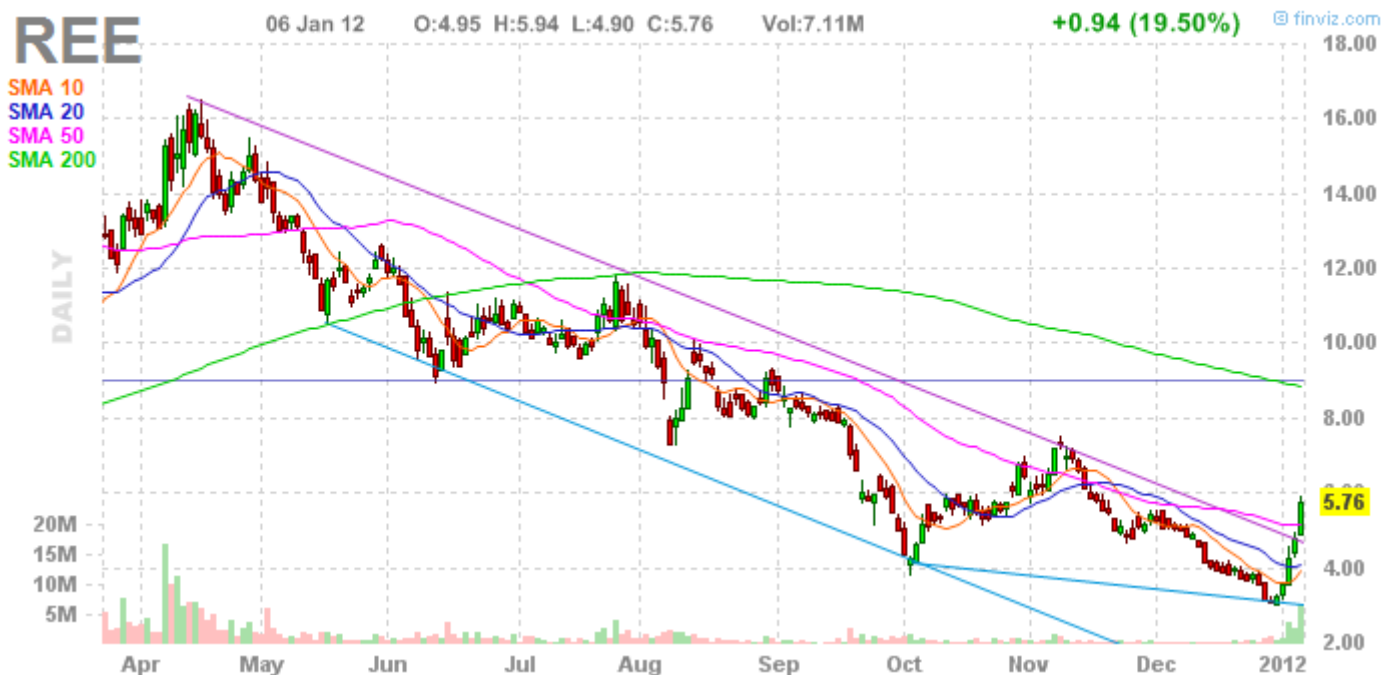 REE
06 Jan 12 O:4.95 H:5.94 L:4.90 C:5.76 Vol:7.11M +0.94 (19.50%) © finviz.com
SMA 10
SMA 20
SMA 50
SMA 200
DAILY
18.00
16.00
14.00
12.00
10.00
8.00
6.00
5.76
4.00
2.00
20M
15M
10M
5M
Apr May Jun Jul Aug Sep Oct Nov Dec 2012